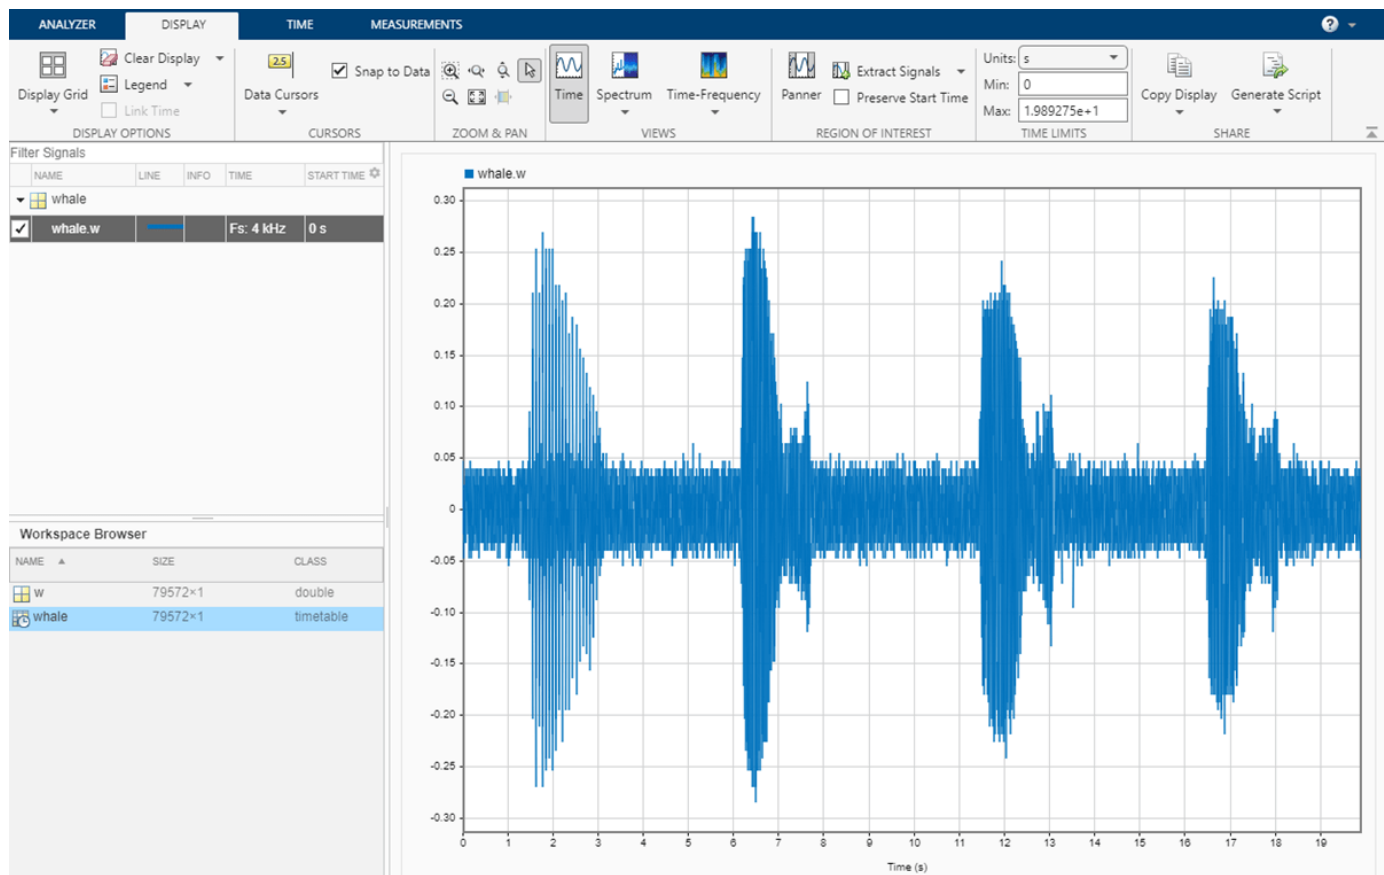 ANALYZER DISPLAY TIME MEASUREMENTS ?
Display Grid
Clear Display
Legend
Link Time
DISPLAY OPTIONS
2.5
Data Cursors
Snap to Data
CURSORS
ZOOM & PAN
Time Spectrum Time-Frequency
VIEWS
Panner
Extract Signals
Preserve Start Time
REGION OF INTEREST
Units: s
Min: 0
Max: 1.989275e+1
TIME LIMITS
Copy Display Generate Script
SHARE
Filter Signals
NAME LINE INFO TIME START TIME
whale
whale.w Fs: 4 kHz 0 s
Workspace Browser
NAME SIZE CLASS
w 79572×1 double
whale 79572×1 timetable
whale.w
0.30
0.25
0.20
0.15
0.10
0.05
0
-0.05
-0.10
-0.15
-0.20
-0.25
-0.30
0 1 2 3 4 5 6 7 8 9 10 11 12 13 14 15 16 17 18 19
Time (s)